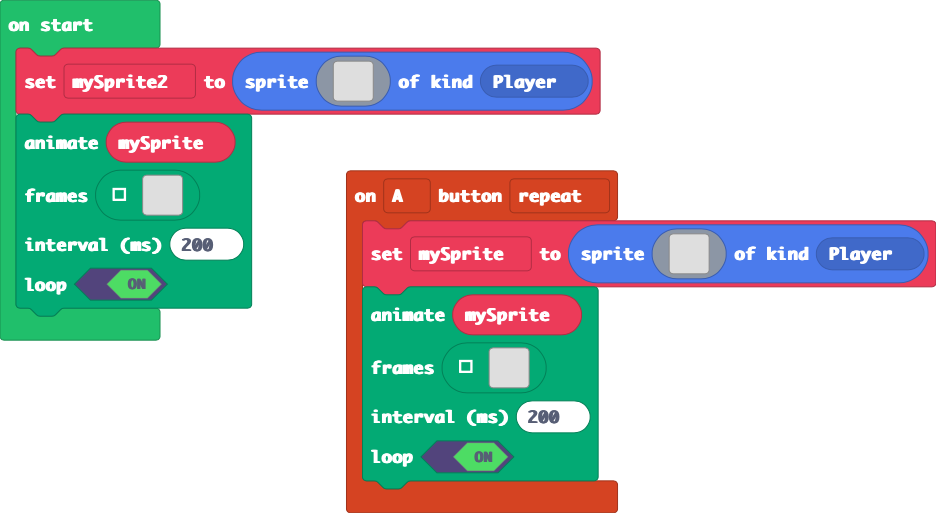 on start
set mySprite2 to sprite of kind Player
animate mySprite
frames
interval (ms) 200
loop ON
on A button repeat
set mySprite to sprite of kind Player
animate mySprite
frames
interval (ms) 200
loop ON